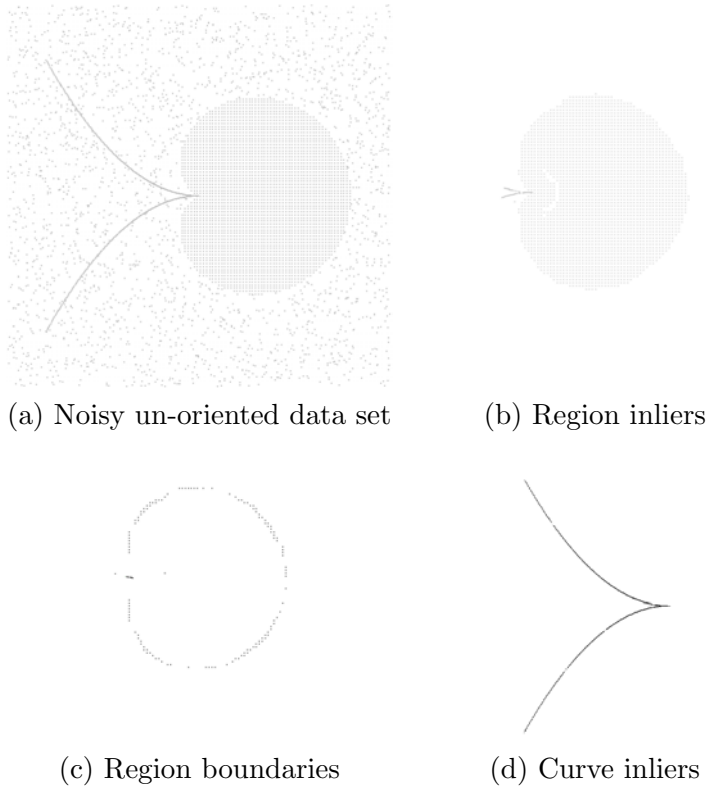 (a) Noisy un-oriented data set
(b) Region inliers
(c) Region boundaries
(d) Curve inliers